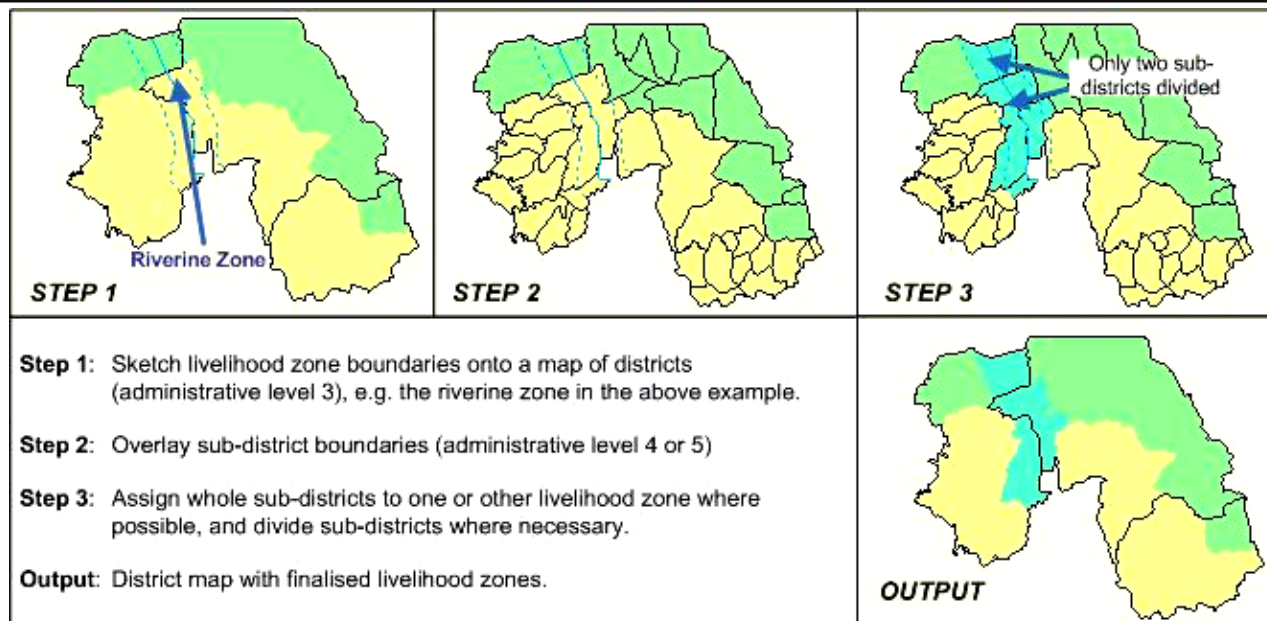 Riverine Zone
STEP 1
STEP 2
Only two sub-
districts divided
STEP 3
Step 1: Sketch livelihood zone boundaries onto a map of districts
(administrative level 3), e.g. the riverine zone in the above example.
Step 2: Overlay sub-district boundaries (administrative level 4 or 5)
Step 3: Assign whole sub-districts to one or other livelihood zone where
possible, and divide sub-districts where necessary.
Output: District map with finalised livelihood zones.
OUTPUT